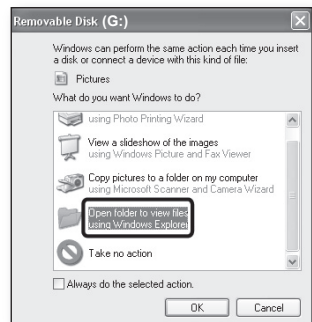 Removable Disk (G:)
Windows can perform the same action each time you insert
a disk or connect a device with this kind of file:
Pictures
What do you want Windows to do?
using Photo Printing Wizard
View a slideshow of the images
using Windows Picture and Fax Viewer
Copy pictures to a folder on my computer
using Microsoft Scanner and Camera Wizard
Open folder to view files
using Windows Explorer
Take no action
Always do the selected action.
OK Cancel